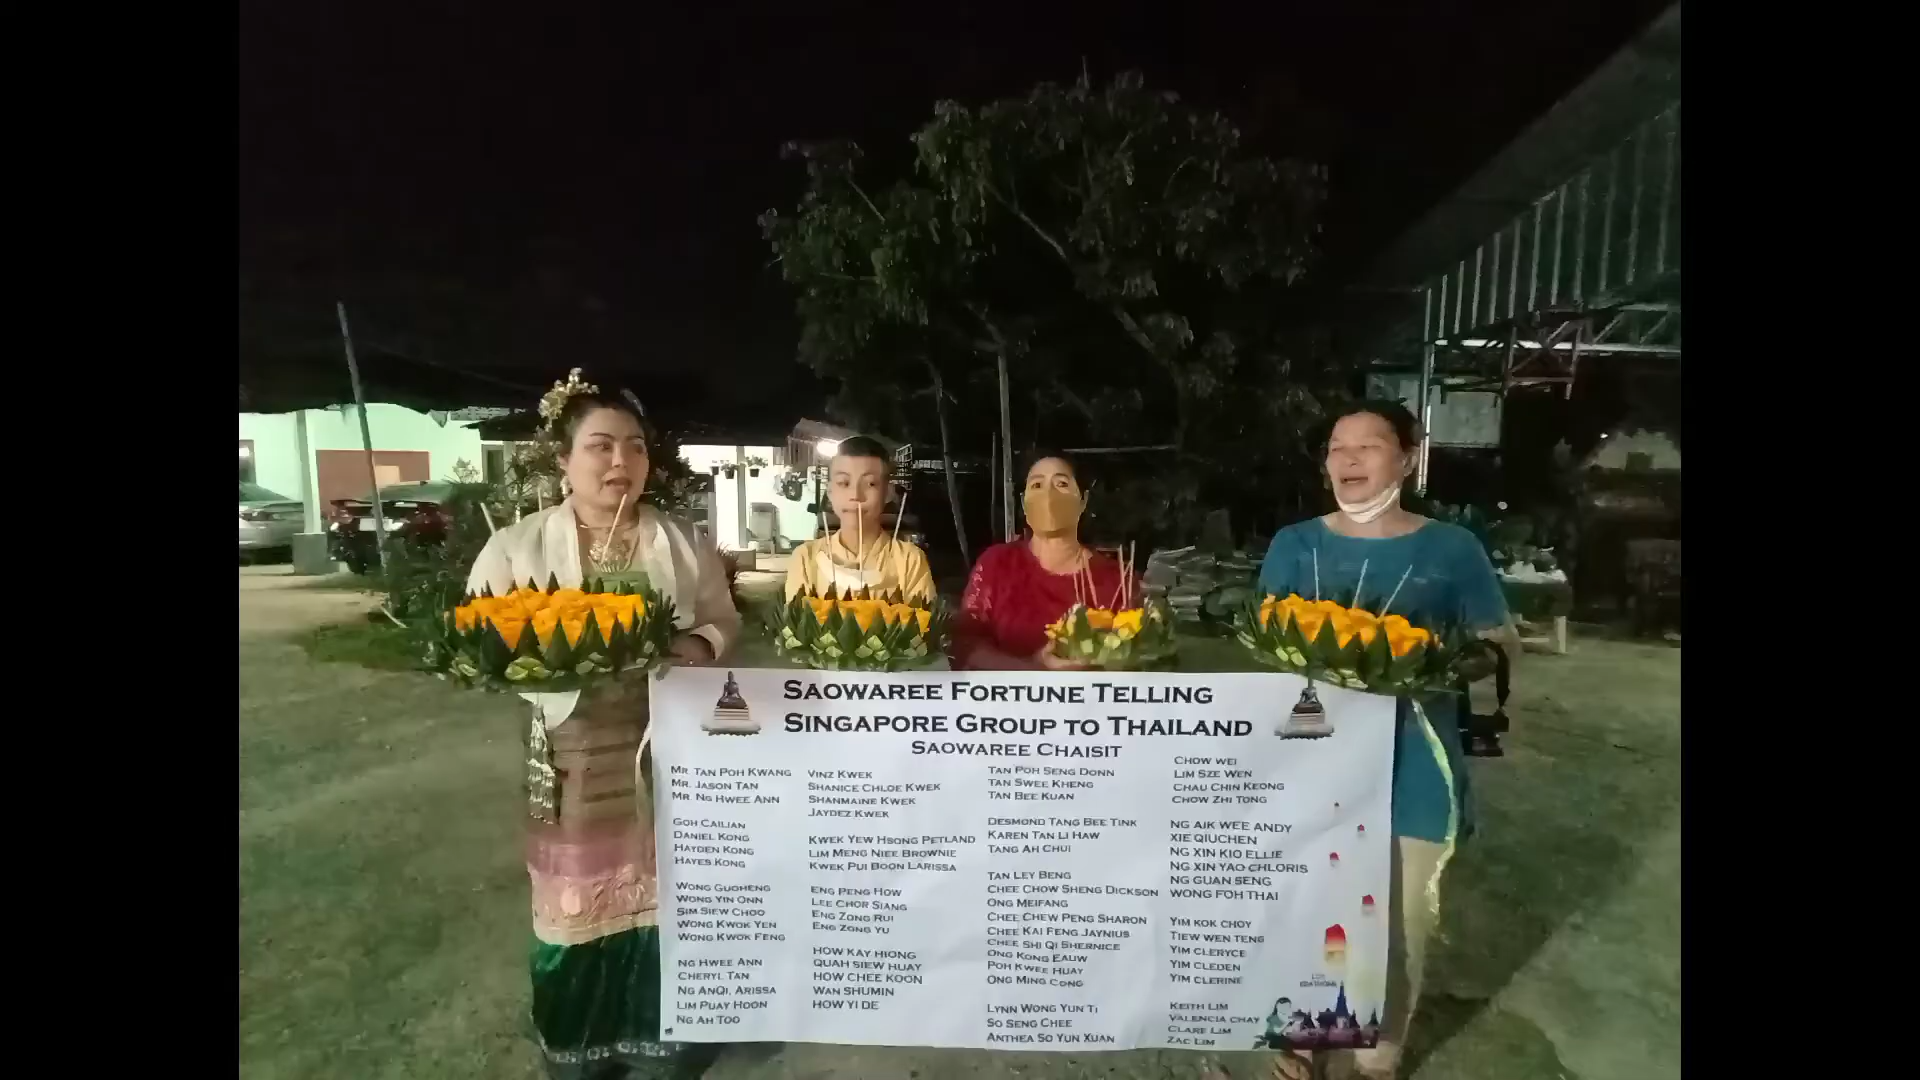 SAOWAREE FORTUNE TELLING
SINGAPORE GROUP TO THAILAND
SAOWAREE CHAISIT
MR TAN POH KWANG
MR. JASON TAN
MR. NG HWEE ANN
GOH CAILIAN
DANIEL KONG
HAYDEN KONG
HAYES KONG
WONG GUOHENG
WONG YIN ONN
SIM SIEW CHOO
WONG KWOK YEN
WONG KWOK FENG
NG HWEE ANN
CHERYL TAN
NG ANQI, ARISSA
LIM PUAY HOON
NG AH TOO
VINZ KWEK
SHANICE CHLOE KWEK
SHANMAINE KWEK
JAYDEZ KWEK
KWEK YEW HSONG PETLAND
LIM MENG NIEE BROWNIE
KWEK PUI BOON LARISSA
ENG PENG HOW
LEE CHOR SIANG
ENG ZONG RUI
ENG ZONG YU
HOW KAY HIONG
QUAH SIEW HUAY
HOW CHEE KOON
WAN SHUMIN
HOW YI DE
TAN POH SENG DONN
TAN SWEE KHENG
TAN BEE KUAN
DESMOND TANG BEE TINK
KAREN TAN LI HAW
TANG AH CHUI
TAN LEY BENG
CHEE CHOW SHENG DICKSON
ONG MEIFANG
CHEE CHEW PENG SHARON
CHEE KAI FENG JAYNIUS
CHEE SHI QI SHERNICE
ONG KONG EAUW
POH KWEE HUAY
ONG MING CONG
LYNN WONG YUN TI
SO SENG CHEE
ANTHEA SO YUN XUAN
CHOW WEI
LIM SZE WEN
CHAU CHIN KEONG
CHOW ZHI TONG
NG AIK WEE ANDY
XIE QIUCHEN
NG XIN KIO ELLIE
NG XIN YAO CHLORIS
NG GUAN SENG
WONG FOH THAI
YIM KOK CHOY
TIEW WEN TENG
YIM CLERYCE
YIM CLEDEN
YIM CLERINE
KEITH LIM
VALENCIA CHAY
CLARE LIM
ZAC LIM